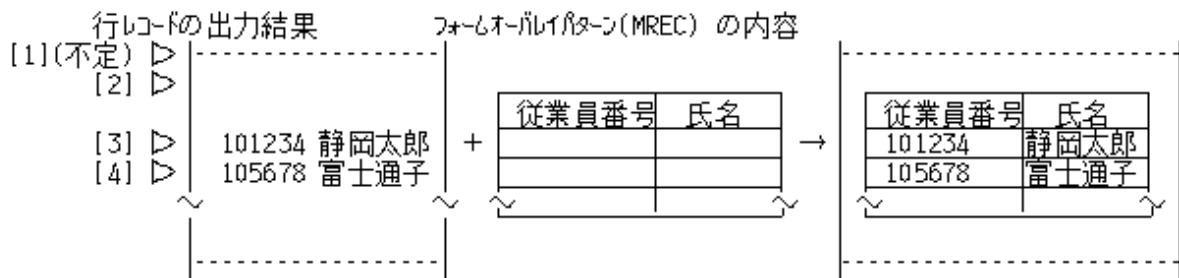 行ﾚｺｰﾄﾞの出力結果 ﾌｫｰﾑｵｰﾊﾞﾚｲﾊﾟﾀｰﾝ(MREC) の内容
[1](不定) ▷
[2] ▷
従業員番号 氏名 従業員番号 氏名
[3] ▷ 101234 静岡太郎 + → 101234 静岡太郎
[4] ▷ 105678 富士通子 105678 富士通子